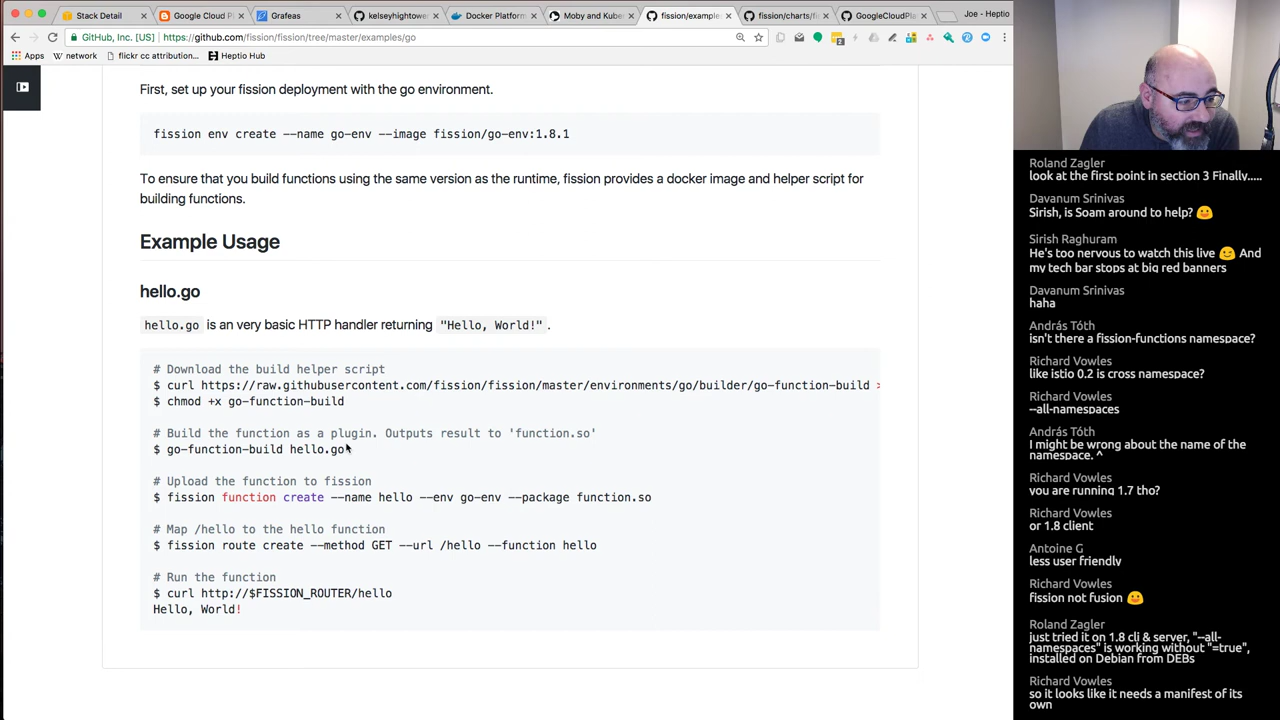 Stack Detail
Google Cloud P
Grafeas
kelseyhightower
Docker Platform
Moby and Kube
fission/example
fission/charts/fi
GoogleCloudPla
Joe - Heptio
GitHub, Inc. [US]
https://github.com/fission/fission/tree/master/examples/go
Apps
network
flickr cc attribution...
Heptio Hub
First, set up your fission deployment with the go environment.
fission env create --name go-env --image fission/go-env:1.8.1
To ensure that you build functions using the same version as the runtime, fission provides a docker image and helper script for
building functions.
Example Usage
hello.go
hello.go is an very basic HTTP handler returning "Hello, World!" .
# Download the build helper script
$ curl https://raw.githubusercontent.com/fission/fission/master/environments/go/builder/go-function-build >
$ chmod +x go-function-build
# Build the function as a plugin. Outputs result to 'function.so'
$ go-function-build hello.go
# Upload the function to fission
$ fission function create --name hello --env go-env --package function.so
# Map /hello to the hello function
$ fission route create --method GET --url /hello --function hello
# Run the function
$ curl http://$FISSION_ROUTER/hello
Hello, World!
Roland Zagler
look at the first point in section 3 Finally.....
Davanum Srinivas
Sirish, is Soam around to help? 😀
Sirish Raghuram
He's too nervous to watch this live 😉 And
my tech bar stops at big red banners
Davanum Srinivas
haha
András Tóth
isn't there a fission-functions namespace?
Richard Vowles
like istio 0.2 is cross namespace?
Richard Vowles
--all-namespaces
András Tóth
I might be wrong about the name of the
namespace. ^
Richard Vowles
you are running 1.7 tho?
Richard Vowles
or 1.8 client
Antoine G
less user friendly
Richard Vowles
fission not fusion 😀
Roland Zagler
just tried it on 1.8 cli & server, "--all-
namespaces" is working without "=true",
installed on Debian from DEBs
Richard Vowles
so it looks like it needs a manifest of its
own